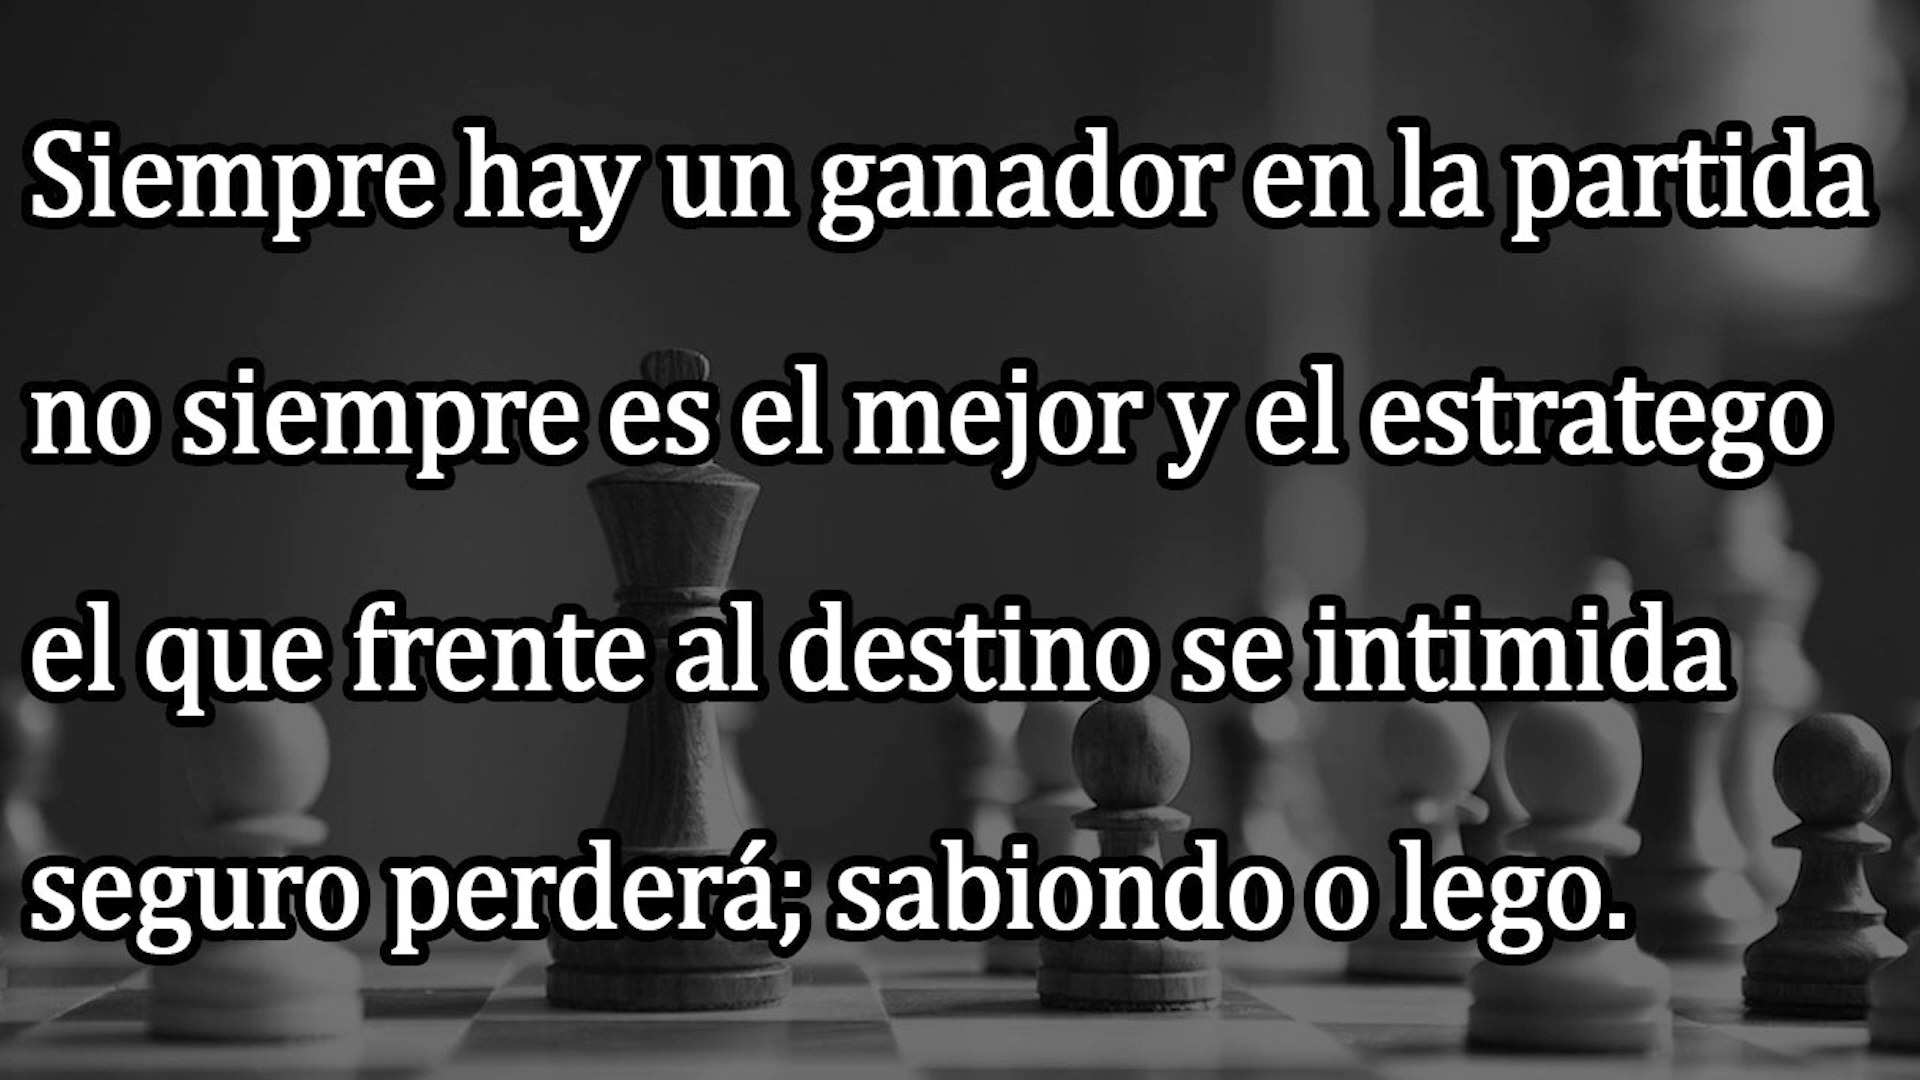 Siempre hay un ganador en la partida
no siempre es el mejor y el estratego
el que frente al destino se intimida
seguro perderá; sabiondo o lego.